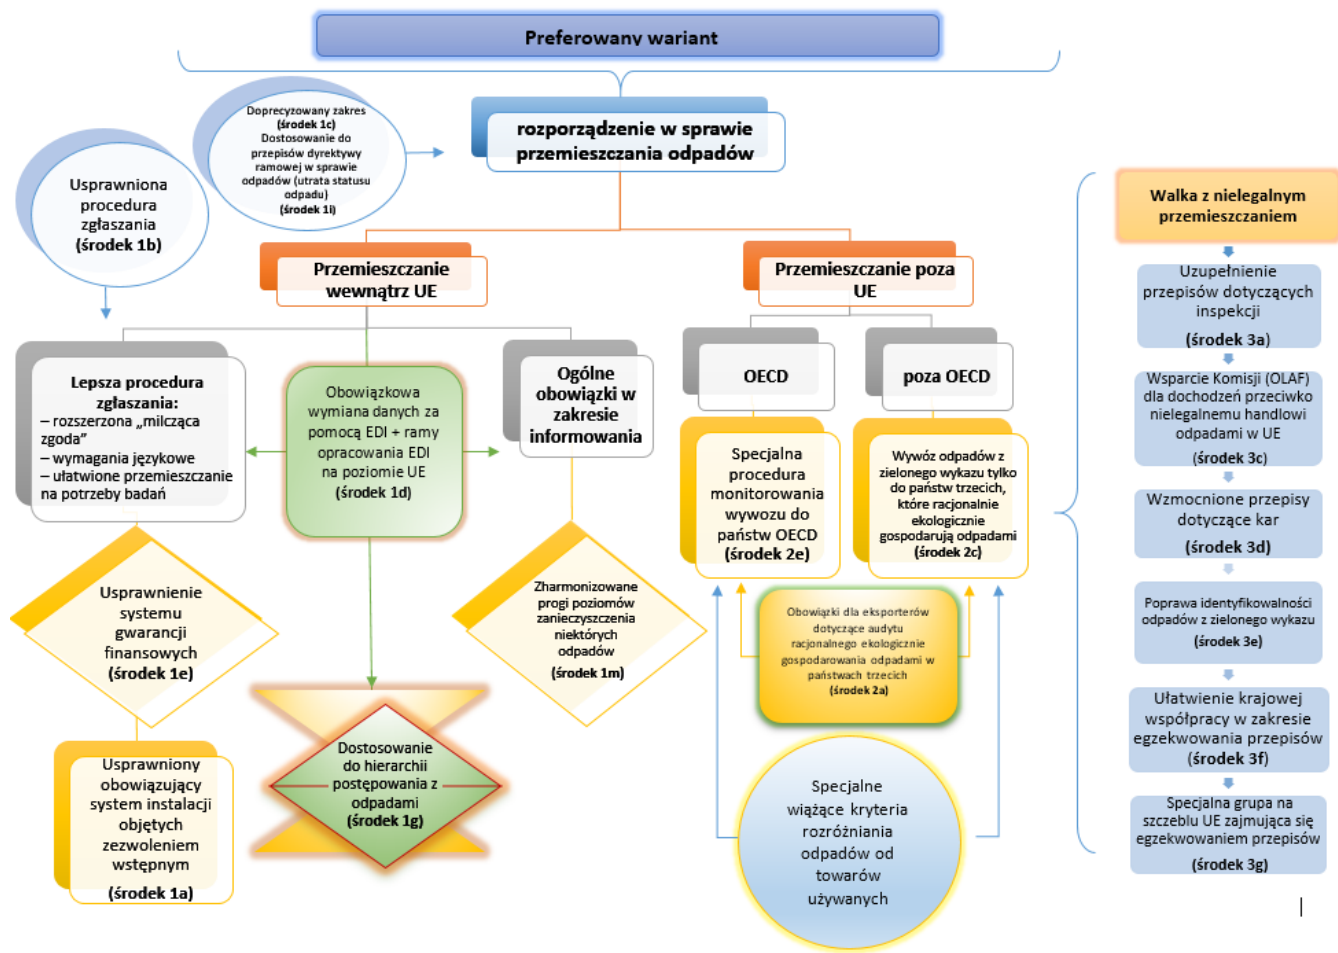 Preferowany wariant
Doprecyzowany zakres
(środek 1c)
Dostosowanie do
przepisów dyrektywy
ramowej w sprawie
odpadów (utrata statusu
odpadu)
(środek 1i)
rozporządzenie w sprawie
przemieszczania odpadów
Usprawniona
procedura
zgłaszania
(środek 1b)
Przemieszczanie
wewnątrz UE
Przemieszczanie poza
UE
Lepsza procedura
zgłaszania:
– rozszerzona „milcząca
zgoda”
– wymagania językowe
– ułatwione przemieszczanie
na potrzeby badań
Obowiązkowa
wymiana danych za
pomocą EDI + ramy
opracowania EDI
na poziomie UE
(środek 1d)
Ogólne
obowiązki w
zakresie
informowania
OECD
poza OECD
Specjalna
procedura
monitorowania
wywozu do
państw OECD
(środek 2e)
Wywóz odpadów z
zielonego wykazu tylko
do państw trzecich,
które racjonalnie
ekologicznie
gospodarują odpadami
(środek 2c)
Usprawnienie
systemu
gwarancji
finansowych
(środek 1e)
Zharmonizowane
progi poziomów
zanieczyszczenia
niektórych
odpadów
(środek 1m)
Obowiązki dla eksporterów
dotyczące audytu
racjonalnego ekologicznie
gospodarowania odpadami w
państwach trzecich
(środek 2a)
Usprawniony
obowiązujący
system instalacji
objętych
zezwoleniem
wstępnym
(środek 1a)
Dostosowanie
do hierarchii
postępowania z
odpadami
(środek 1g)
Specjalne
wiążące kryteria
rozróżniania
odpadów od
towarów
używanych
Walka z nielegalnym
przemieszczaniem
Uzupełnienie
przepisów dotyczących
inspekcji
(środek 3a)
Wsparcie Komisji (OLAF)
dla dochodzeń przeciwko
nielegalnemu handlowi
odpadami w UE
(środek 3c)
Wzmocnione przepisy
dotyczące kar
(środek 3d)
Poprawa identyfikowalności
odpadów z zielonego wykazu
(środek 3e)
Ułatwienie krajowej
współpracy w zakresie
egzekwowania przepisów
(środek 3f)
Specjalna grupa na
szczeblu UE zajmująca się
egzekwowaniem przepisów
(środek 3g)